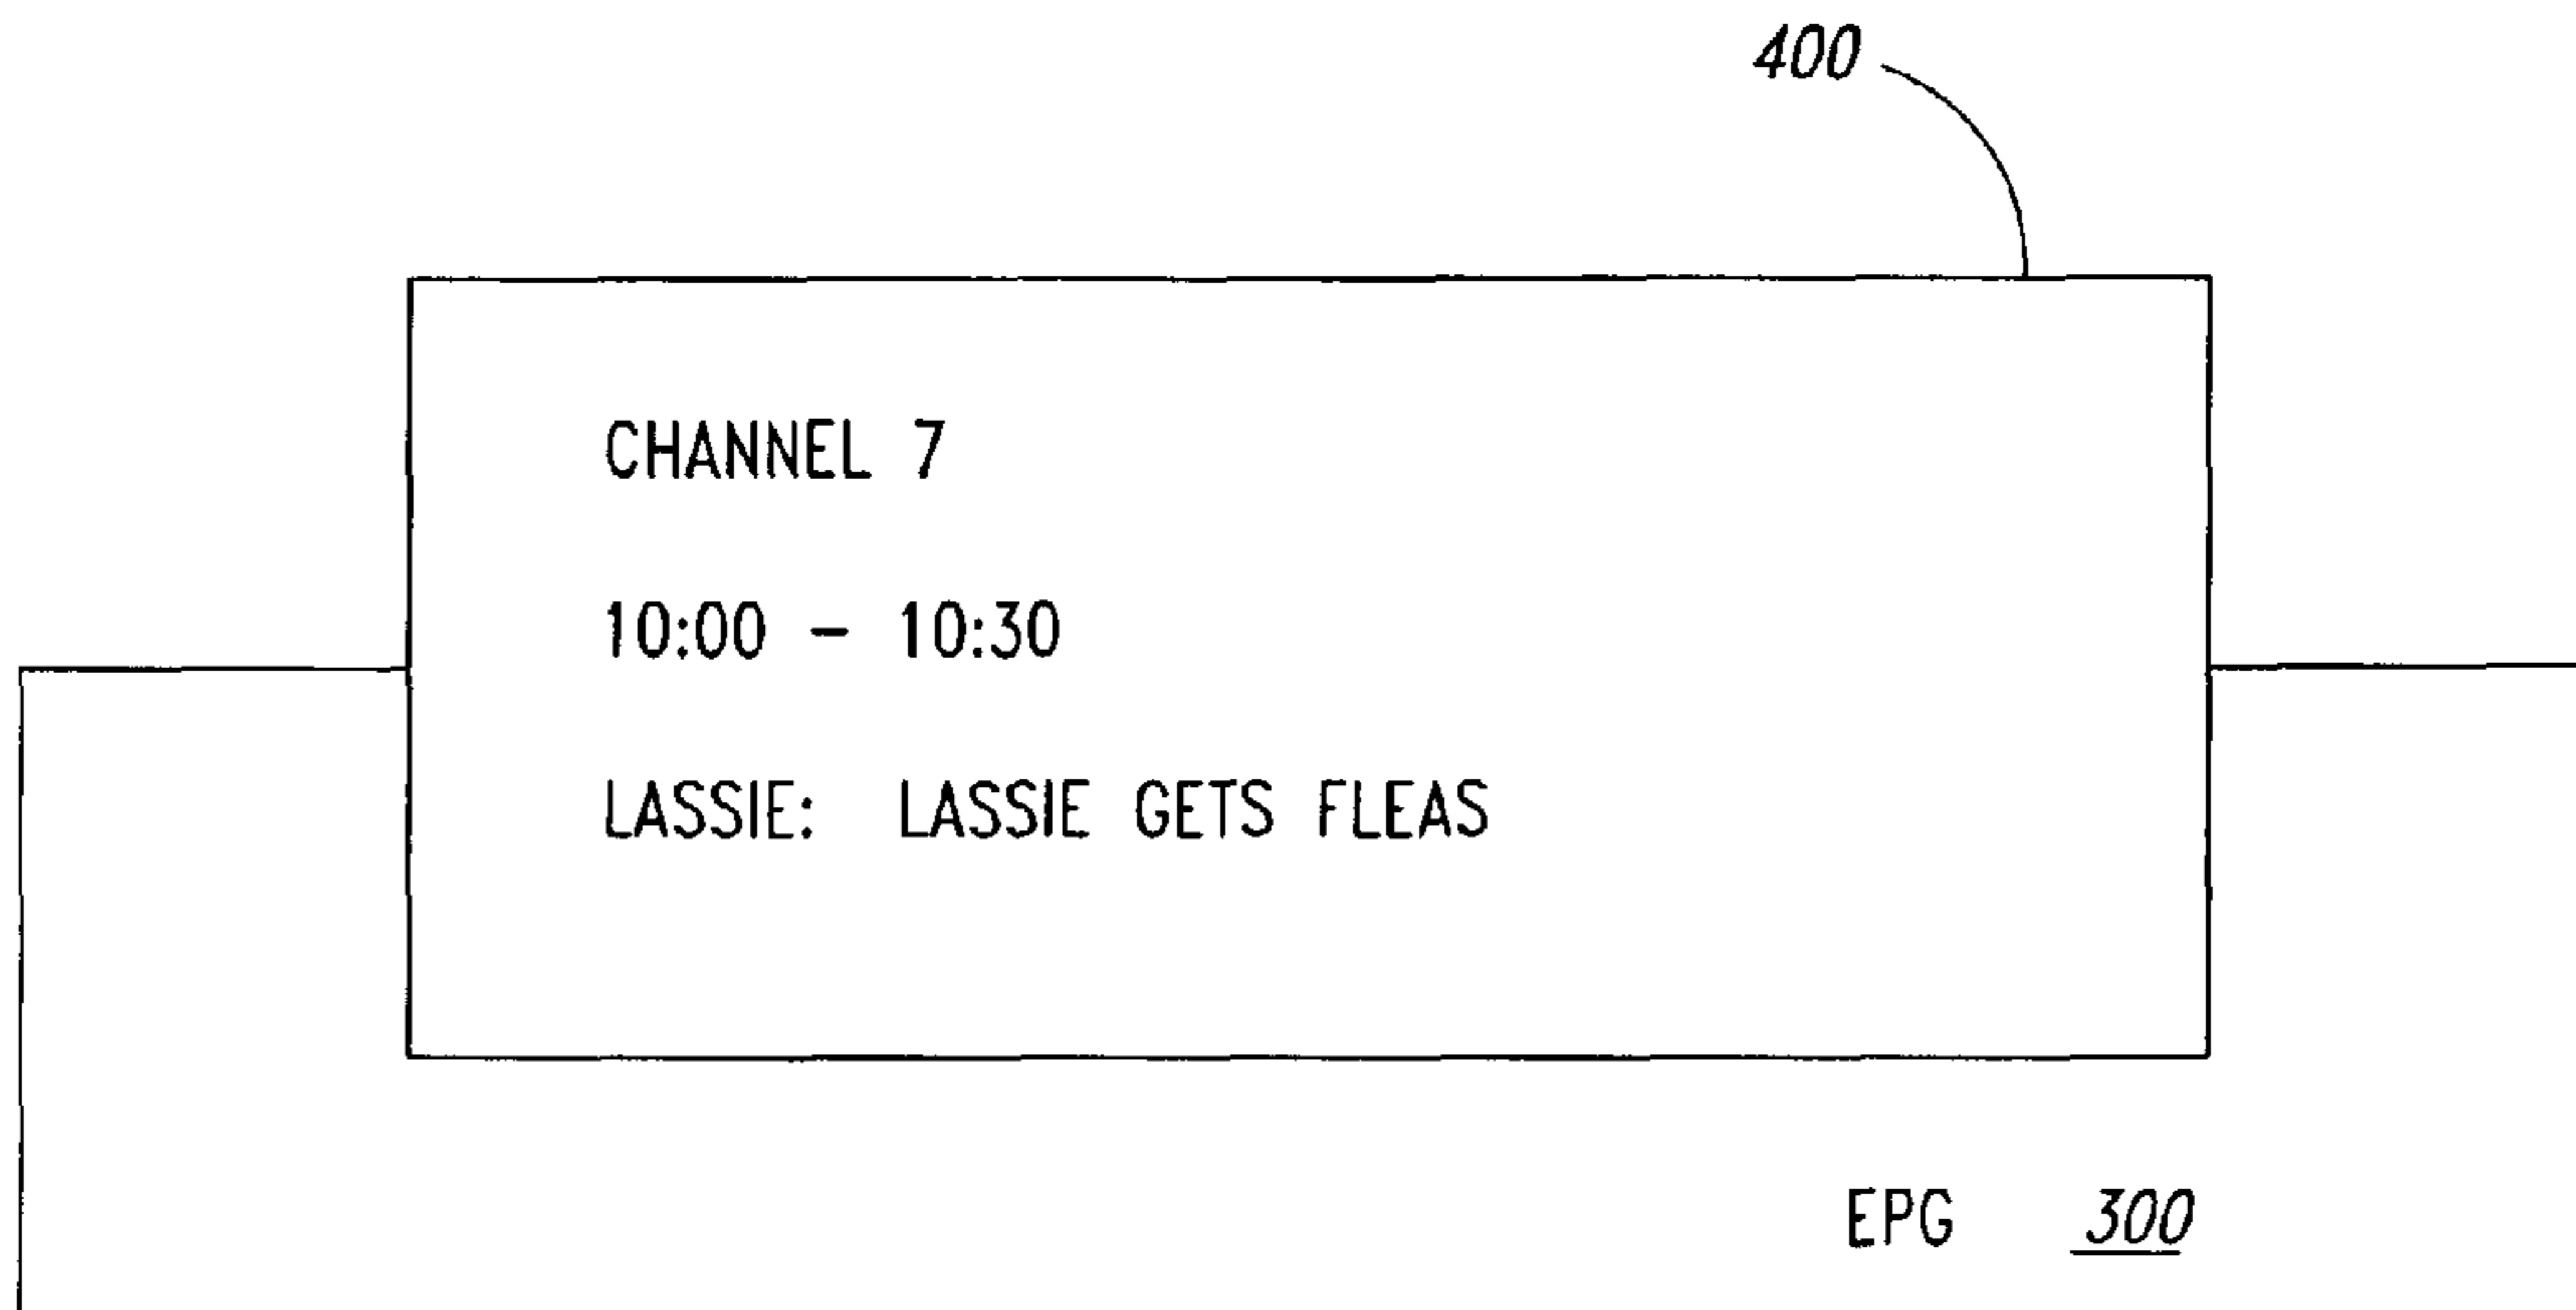 400
CHANNEL 7
10:00 – 10:30
LASSIE: LASSIE GETS FLEAS
EPG 300